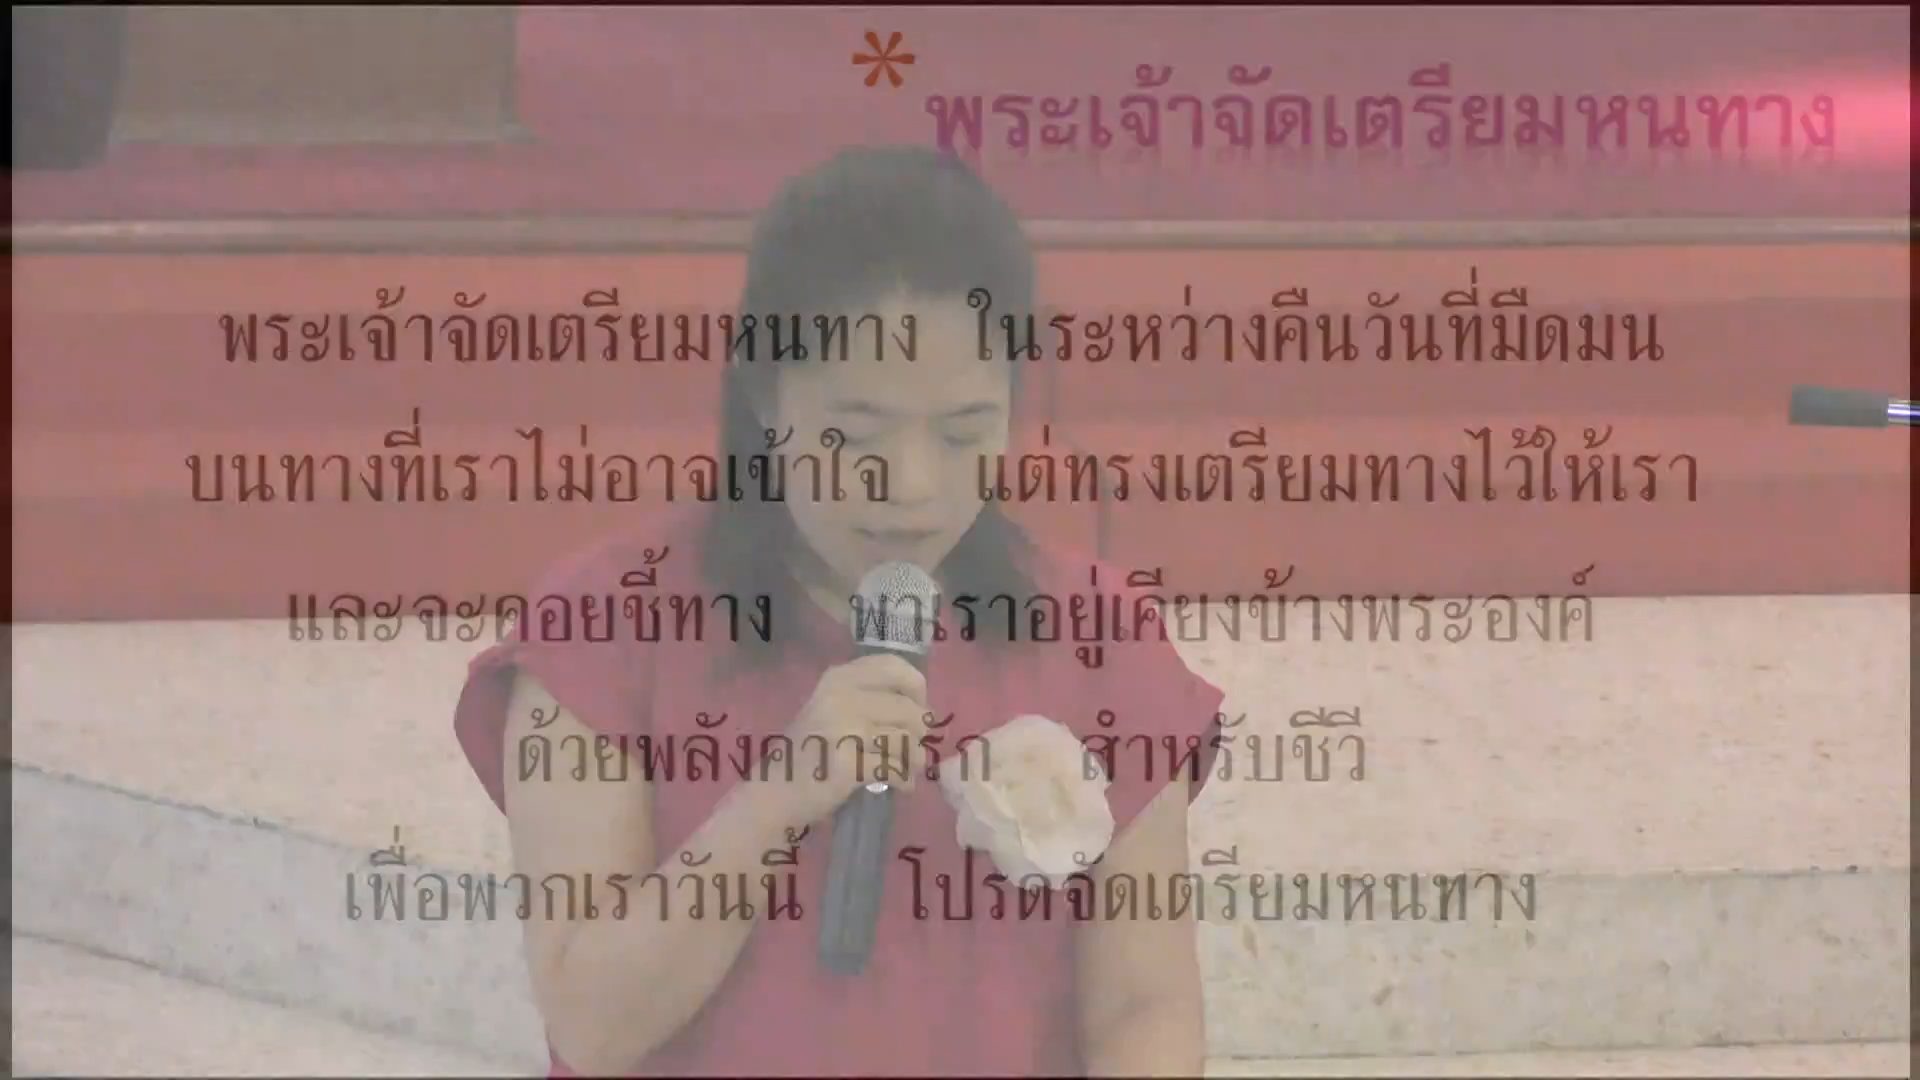 * พระเจ้าจัดเตรียมหนทาง
พระเจ้าจัดเตรียมหนทาง ในระหว่างคืนวันที่มืดมน
บนทางที่เราไม่อาจเข้าใจ แต่ทรงเตรียมทางไว้ให้เรา
และจะคอยชี้ทาง พาเราอยู่เคียงข้างพระองค์
ด้วยพลังความรัก สำหรับชีวี
เพื่อพวกเราวันนี้ โปรดจัดเตรียมหนทาง